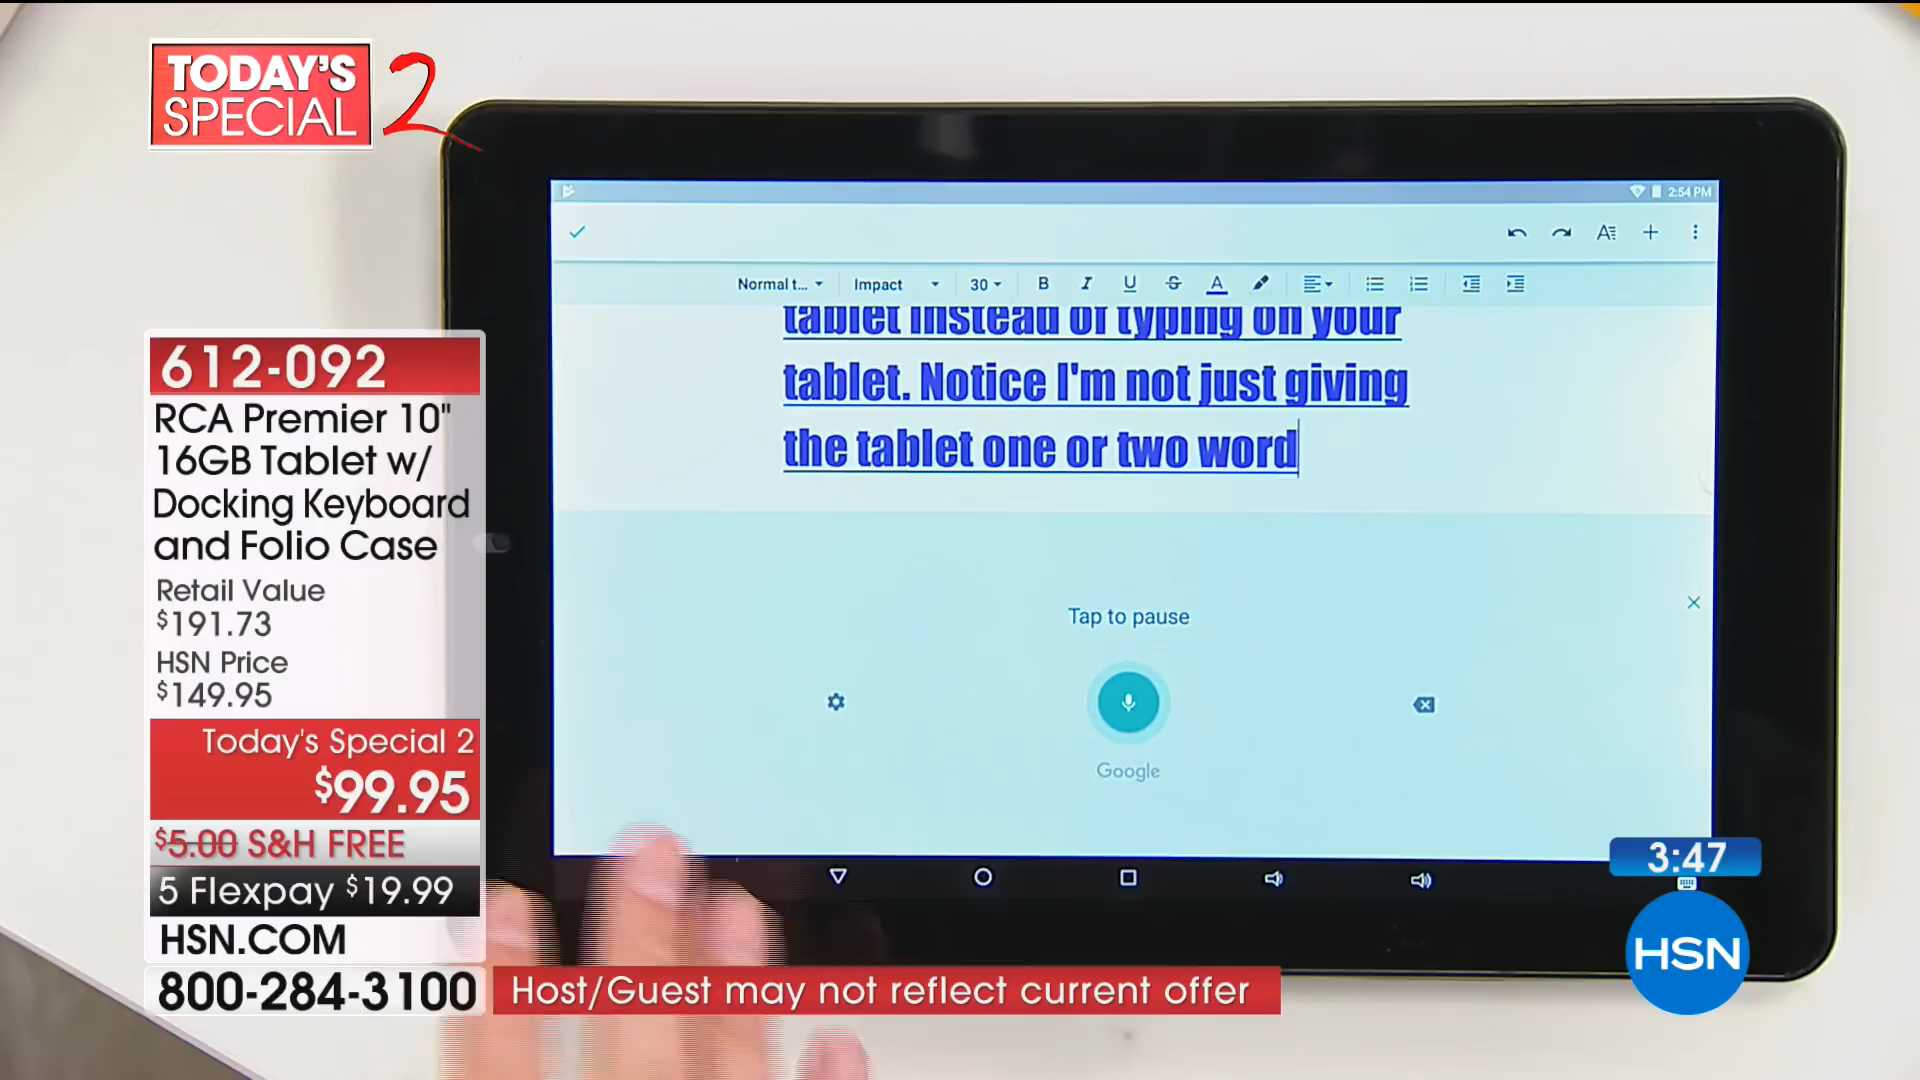 TODAY'S
SPECIAL 2
612-092
RCA Premier 10"
16GB Tablet w/
Docking Keyboard
and Folio Case
Retail Value
$191.73
HSN Price
$149.95
Today's Special 2
$99.95
$5.00 S&H FREE
5 Flexpay $19.99
HSN.COM
800-284-3100
Host/Guest may not reflect current offer
2:54 PM
Normal t... Impact 30 B I U S A
tablet instead of typing on your
tablet. Notice I'm not just giving
the tablet one or two word
Tap to pause
Google
3:47
HSN